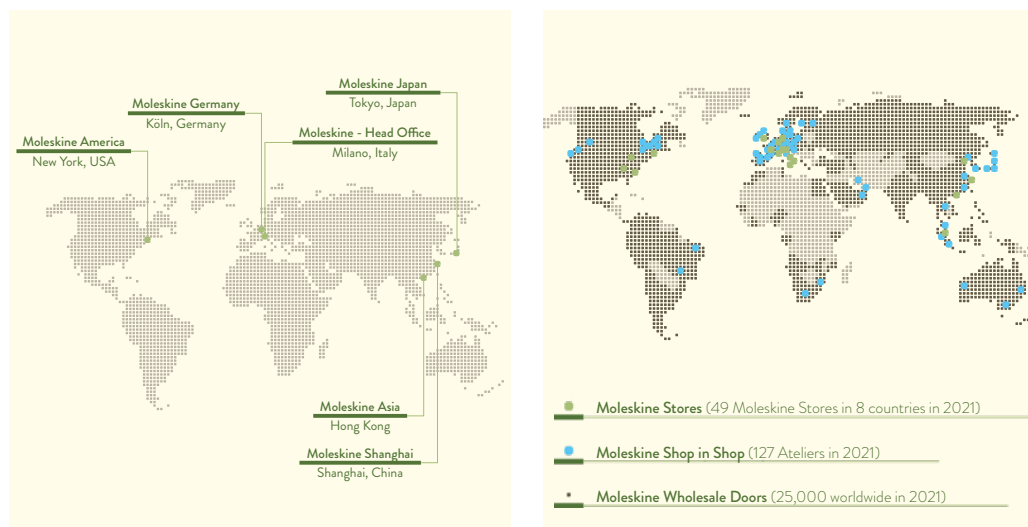 Moleskine Japan
Tokyo, Japan
Moleskine Germany
Köln, Germany
Moleskine - Head Office
Milano, Italy
Moleskine America
New York, USA
Moleskine Asia
Hong Kong
Moleskine Shanghai
Shanghai, China
Moleskine Stores (49 Moleskine Stores in 8 countries in 2021)
Moleskine Shop in Shop (127 Ateliers in 2021)
Moleskine Wholesale Doors (25,000 worldwide in 2021)